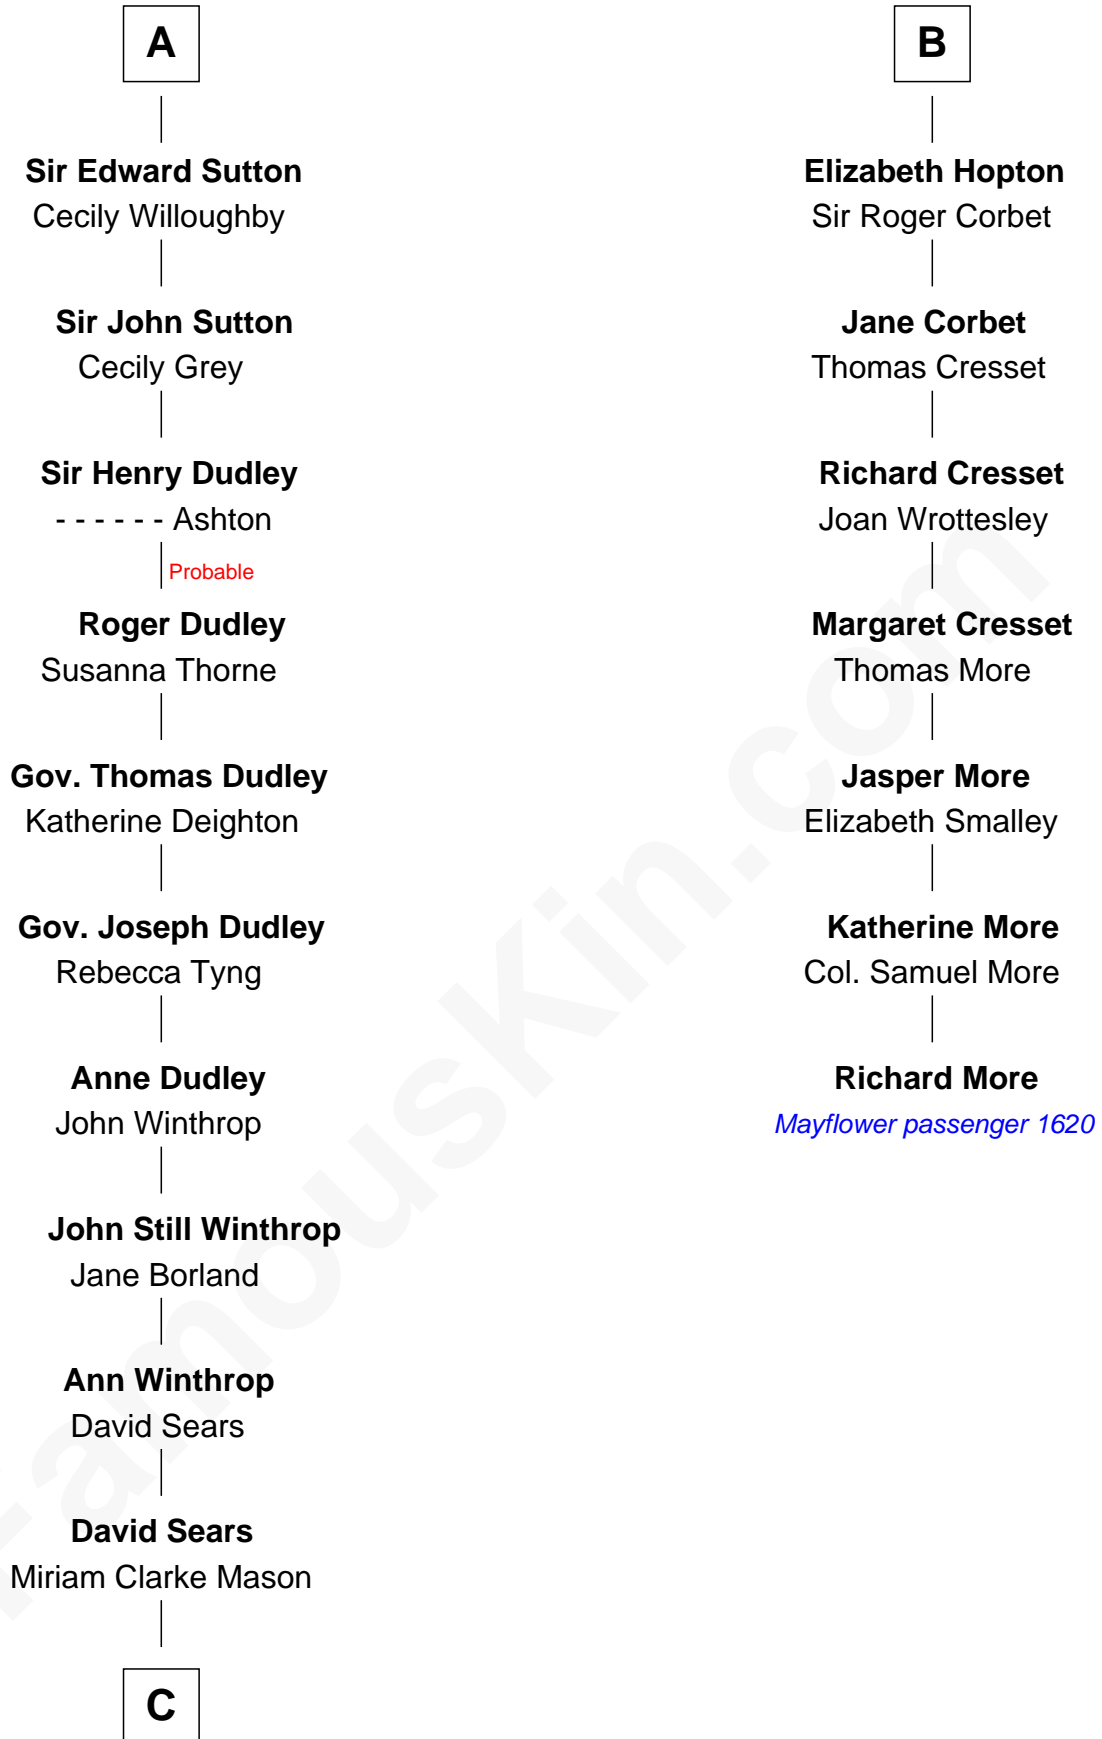 A
Sir Edward Sutton
Cecily Willoughby
Sir John Sutton
Cecily Grey
Sir Henry Dudley
- - - - - - Ashton
Probable
Roger Dudley
Susanna Thorne
Gov. Thomas Dudley
Katherine Deighton
Gov. Joseph Dudley
Rebecca Tyng
Anne Dudley
John Winthrop
John Still Winthrop
Jane Borland
Ann Winthrop
David Sears
David Sears
Miriam Clarke Mason
C
B
Elizabeth Hopton
Sir Roger Corbet
Jane Corbet
Thomas Cresset
Richard Cresset
Joan Wrottesley
Margaret Cresset
Thomas More
Jasper More
Elizabeth Smalley
Katherine More
Col. Samuel More
Richard More
Mayflower passenger 1620
FamousKin.com